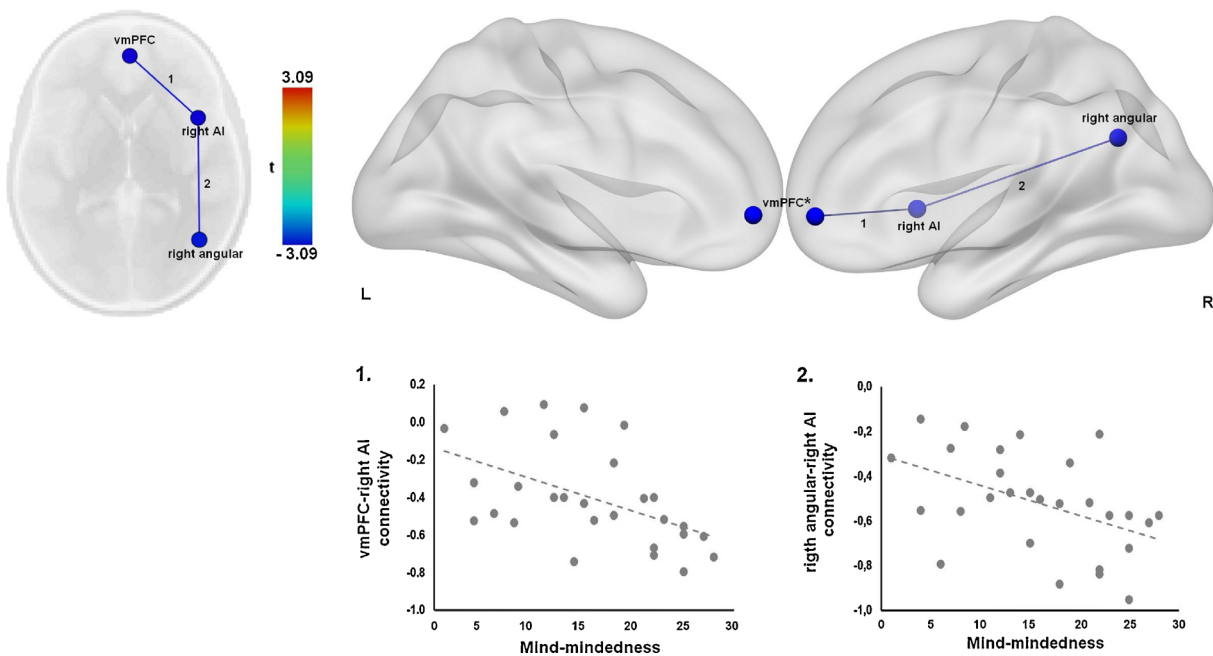 vmPFC
1
right AI
2
right angular
3.09
t
- 3.09
vmPFC*
1
right AI
2
right angular
L
R
1.
vmPFC-right AI
connectivity
0.2
0.0
-0.2
-0.4
-0.6
-0.8
-1.0
0 5 10 15 20 25 30
Mind-mindedness
2.
rigth angular-right AI
connectivity
0,0
-0,2
-0,4
-0,6
-0,8
-1,0
0 5 10 15 20 25 30
Mind-mindedness